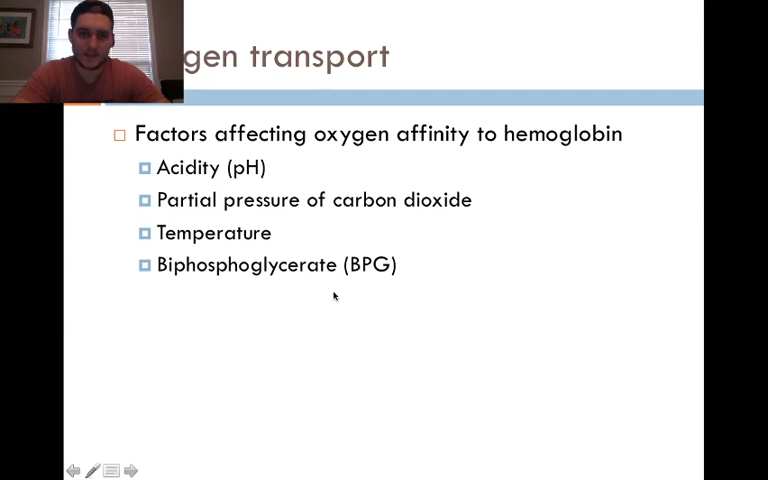 gen transport
Factors affecting oxygen affinity to hemoglobin
Acidity (pH)
Partial pressure of carbon dioxide
Temperature
Biphosphoglycerate (BPG)